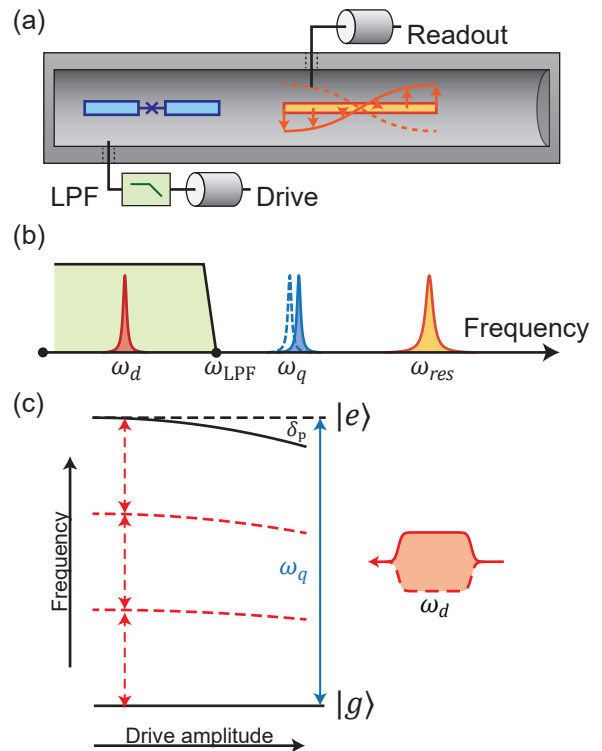 (a)
Readout
LPF
Drive
(b)
Frequency
ω_d
ω_LPF
ω_q
ω_res
(c)
|e⟩
δ_p
Frequency
ω_q
ω_d
|g⟩
Drive amplitude